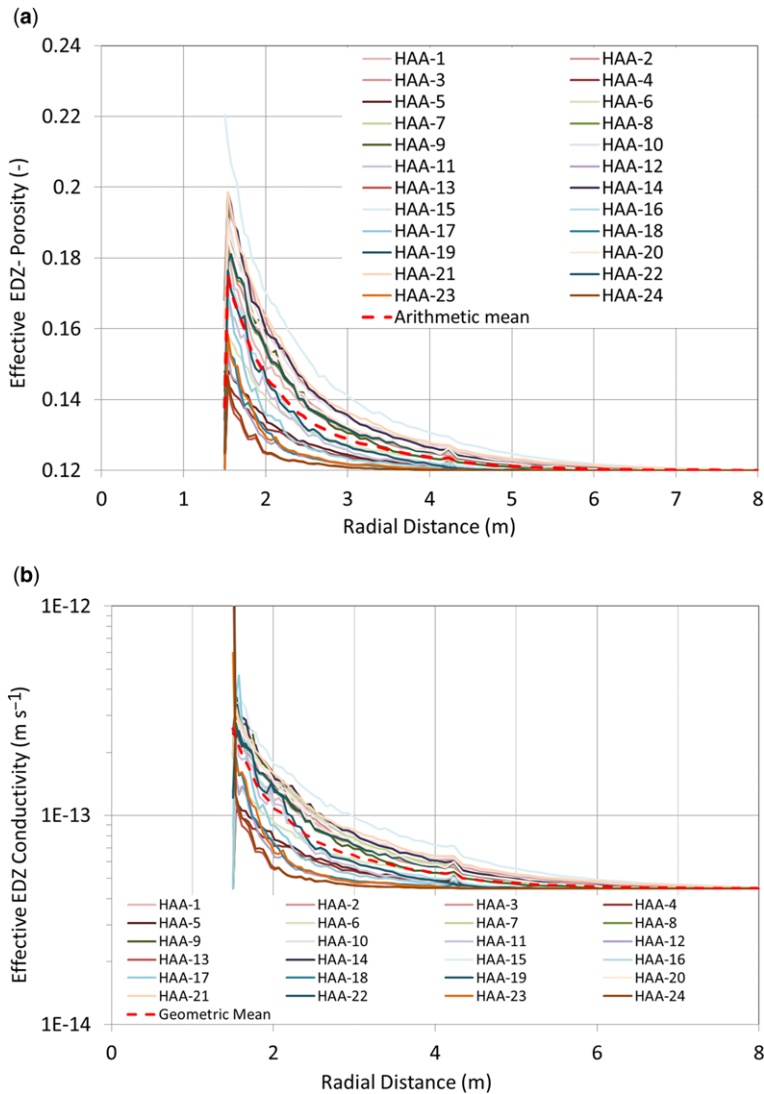 (a)
0.24
0.22
0.2
0.18
0.16
0.14
0.12
Effective EDZ- Porosity (-)
HAA-1 HAA-2
HAA-3 HAA-4
HAA-5 HAA-6
HAA-7 HAA-8
HAA-9 HAA-10
HAA-11 HAA-12
HAA-13 HAA-14
HAA-15 HAA-16
HAA-17 HAA-18
HAA-19 HAA-20
HAA-21 HAA-22
HAA-23 HAA-24
Arithmetic mean
0 1 2 3 4 5 6 7 8
Radial Distance (m)
(b)
1E-12
1E-13
1E-14
Effective EDZ Conductivity (m s⁻¹)
HAA-1 HAA-2 HAA-3 HAA-4
HAA-5 HAA-6 HAA-7 HAA-8
HAA-9 HAA-10 HAA-11 HAA-12
HAA-13 HAA-14 HAA-15 HAA-16
HAA-17 HAA-18 HAA-19 HAA-20
HAA-21 HAA-22 HAA-23 HAA-24
Geometric Mean
0 2 4 6 8
Radial Distance (m)